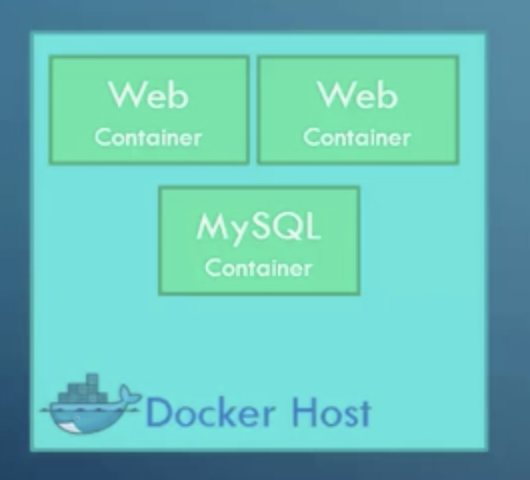 Web
Container
Web
Container
MySQL
Container
Docker Host